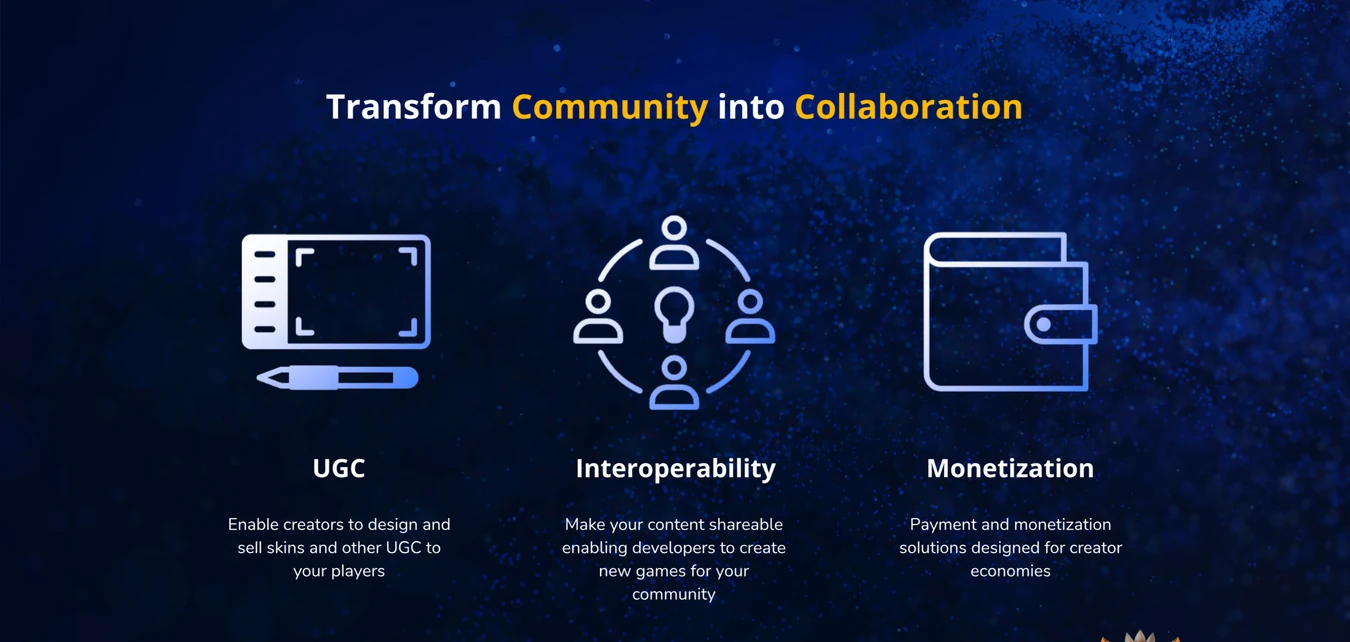 Transform Community into Collaboration
UGC
Enable creators to design and
sell skins and other UGC to
your players
Interoperability
Make your content shareable
enabling developers to create
new games for your
community
Monetization
Payment and monetization
solutions designed for creator
economies